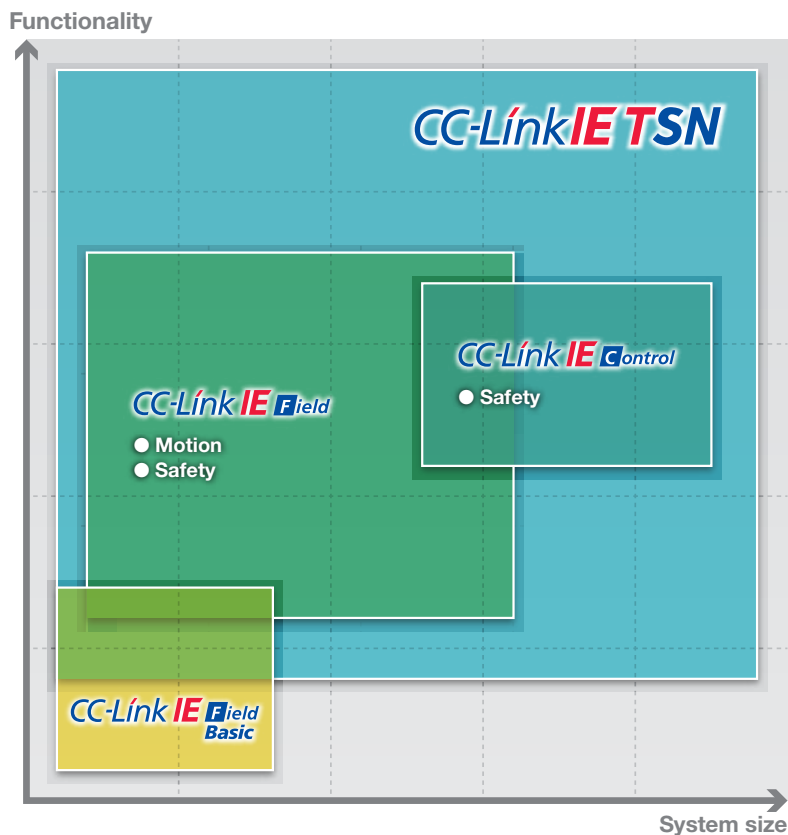 Functionality
CC-Link IE TSN
CC-Link IE Control
Safety
CC-Link IE Field
Motion
Safety
CC-Link IE Field
Basic
System size